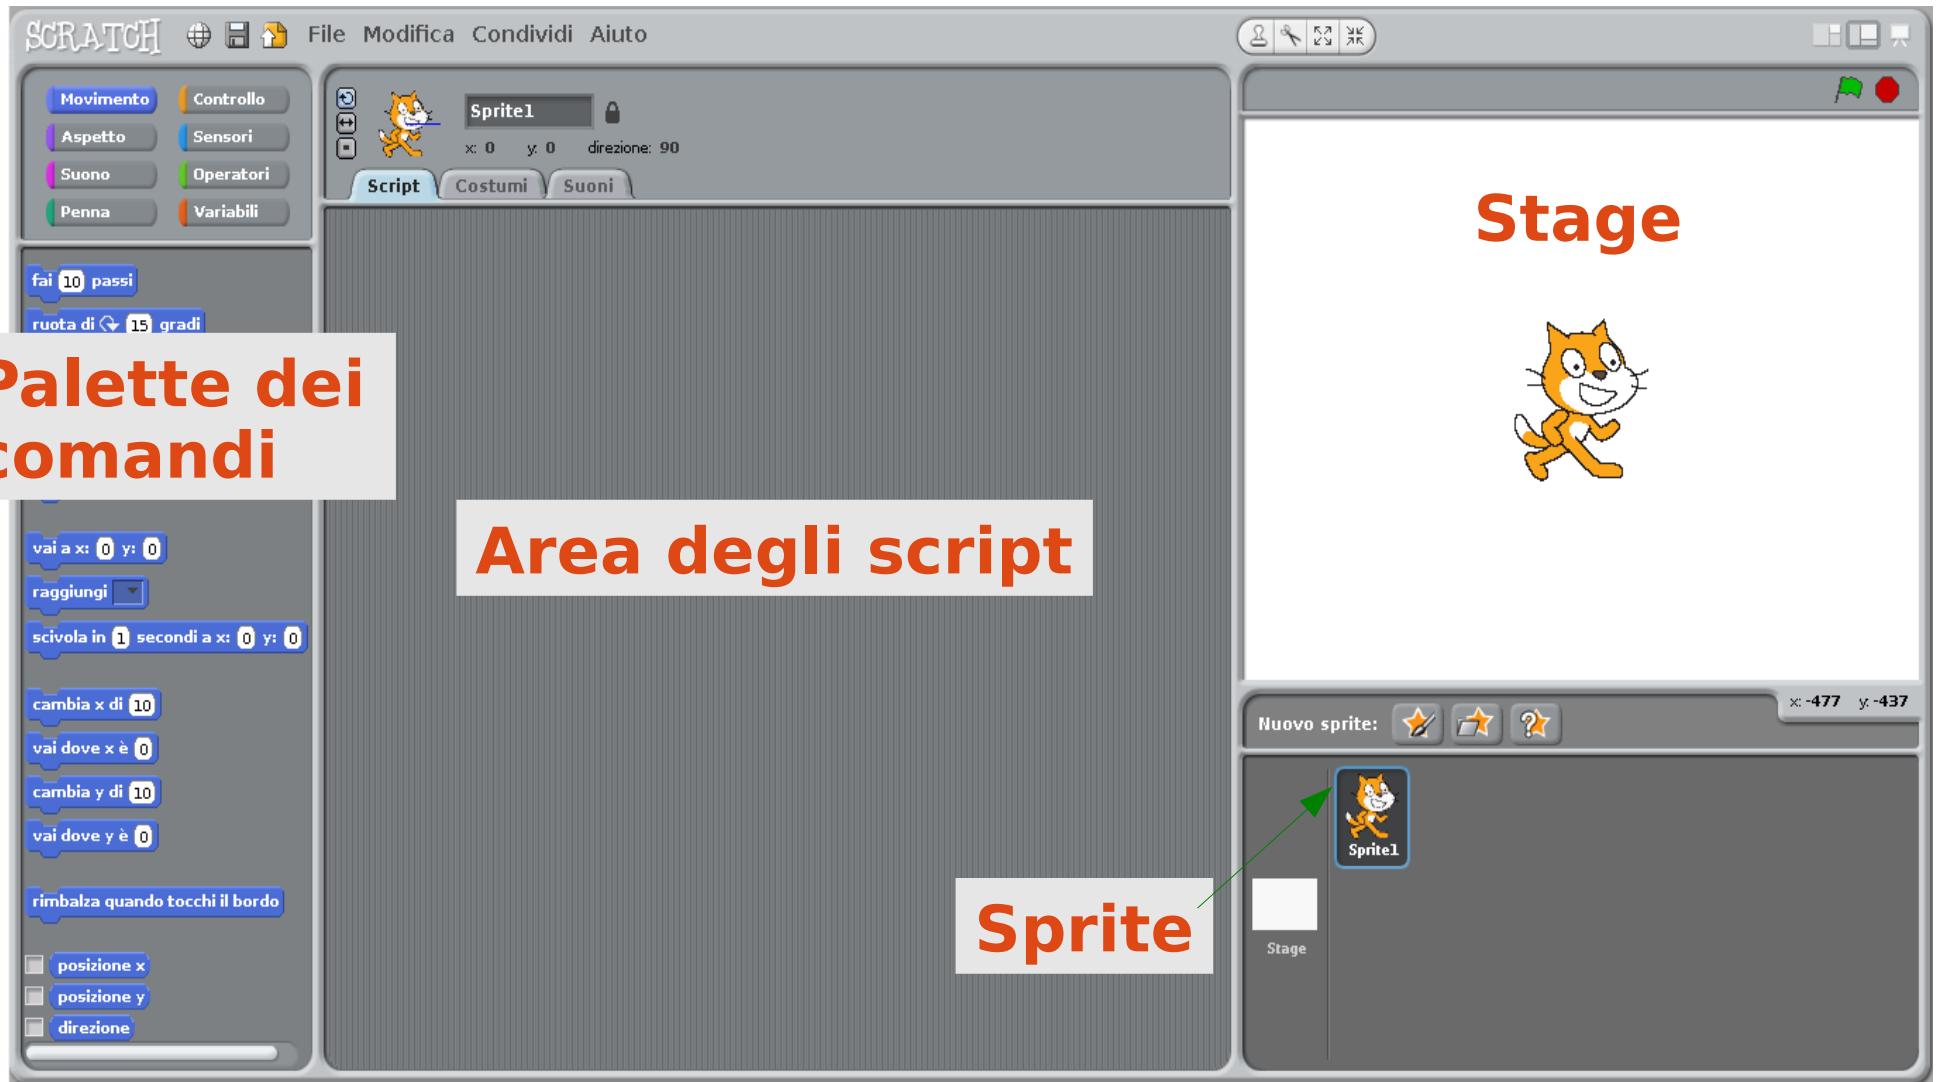 SCRATCH File Modifica Condividi Aiuto
Movimento Controllo
Aspetto Sensori
Suono Operatori
Penna Variabili
Sprite1
x: 0 y: 0 direzione: 90
Script Costumi Suoni
fai 10 passi
ruota di 15 gradi
Palette dei
comandi
vai a x: 0 y: 0
raggiungi
scivola in 1 secondi a x: 0 y: 0
cambia x di 10
vai dove x è 0
cambia y di 10
vai dove y è 0
rimbalza quando tocchi il bordo
posizione x
posizione y
direzione
Area degli script
Stage
x: -477 y: -437
Nuovo sprite:
Sprite1
Sprite
Stage